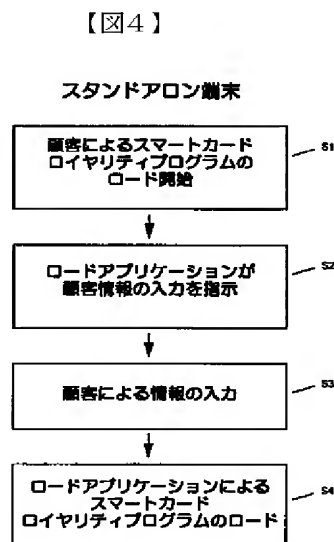 【図4】
スタンドアロン端末
顧客によるスマートカード
ロイヤリティプログラムの
ロード開始
S1
ロードアプリケーションが
顧客情報の入力を指示
S2
顧客による情報の入力
S3
ロードアプリケーションによる
スマートカード
ロイヤリティプログラムのロード
S4